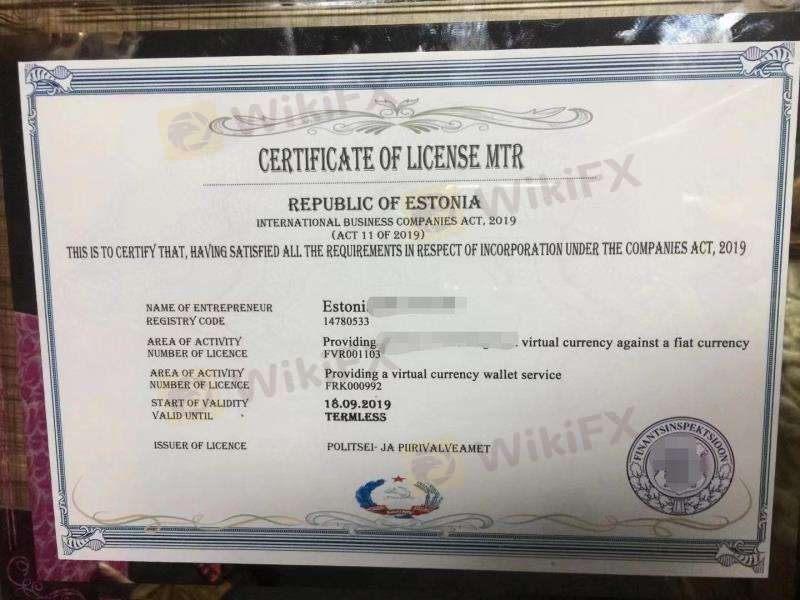 CERTIFICATE OF LICENSE MTR
REPUBLIC OF ESTONIA
INTERNATIONAL BUSINESS COMPANIES ACT, 2019
(ACT 11 OF 2019)
THIS IS TO CERTIFY THAT, HAVING SATISFIED ALL THE REQUIREMENTS IN RESPECT OF INCORPORATION UNDER THE COMPANIES ACT, 2019
NAME OF ENTREPRENEUR Estoni
REGISTRY CODE 14780533
AREA OF ACTIVITY Providing virtual currency against a fiat currency
NUMBER OF LICENCE FVR001103
AREA OF ACTIVITY Providing a virtual currency wallet service
NUMBER OF LICENCE FRK000992
START OF VALIDITY 18.09.2019
VALID UNTIL TERMLESS
ISSUER OF LICENCE POLITSEI- JA PIIRIVALVEAMET
FINANTSINSPEKTSIOON
WikiFX
WikiFX
WikiFX
WikiFX